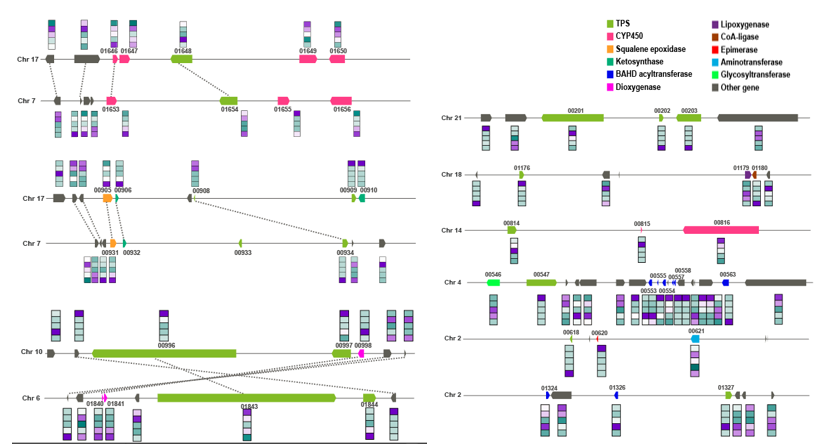 TPS
CYP450
Squalene epoxidase
Ketosynthase
BAHD acyltransferase
Dioxygenase
Lipoxygenase
CoA-ligase
Epimerase
Aminotransferase
Glycosyltransferase
Other gene
01646 01647 01648 01649 01650
Chr 17
Chr 7
01653 01654 01655 01656
00905 00906 00908 00909 00910
Chr 17
Chr 7
00931 00932 00933 00934
00996 00997 00998
Chr 10
Chr 6
01840 01841 01843 01844
00201 00202 00203
Chr 21
01176 01179 01180
Chr 18
00814 00815 00816
Chr 14
00546 00547 00555 00558 00563
Chr 4
00557
00553 00554
00618 00620 00621
Chr 2
01324 01326 01327
Chr 2